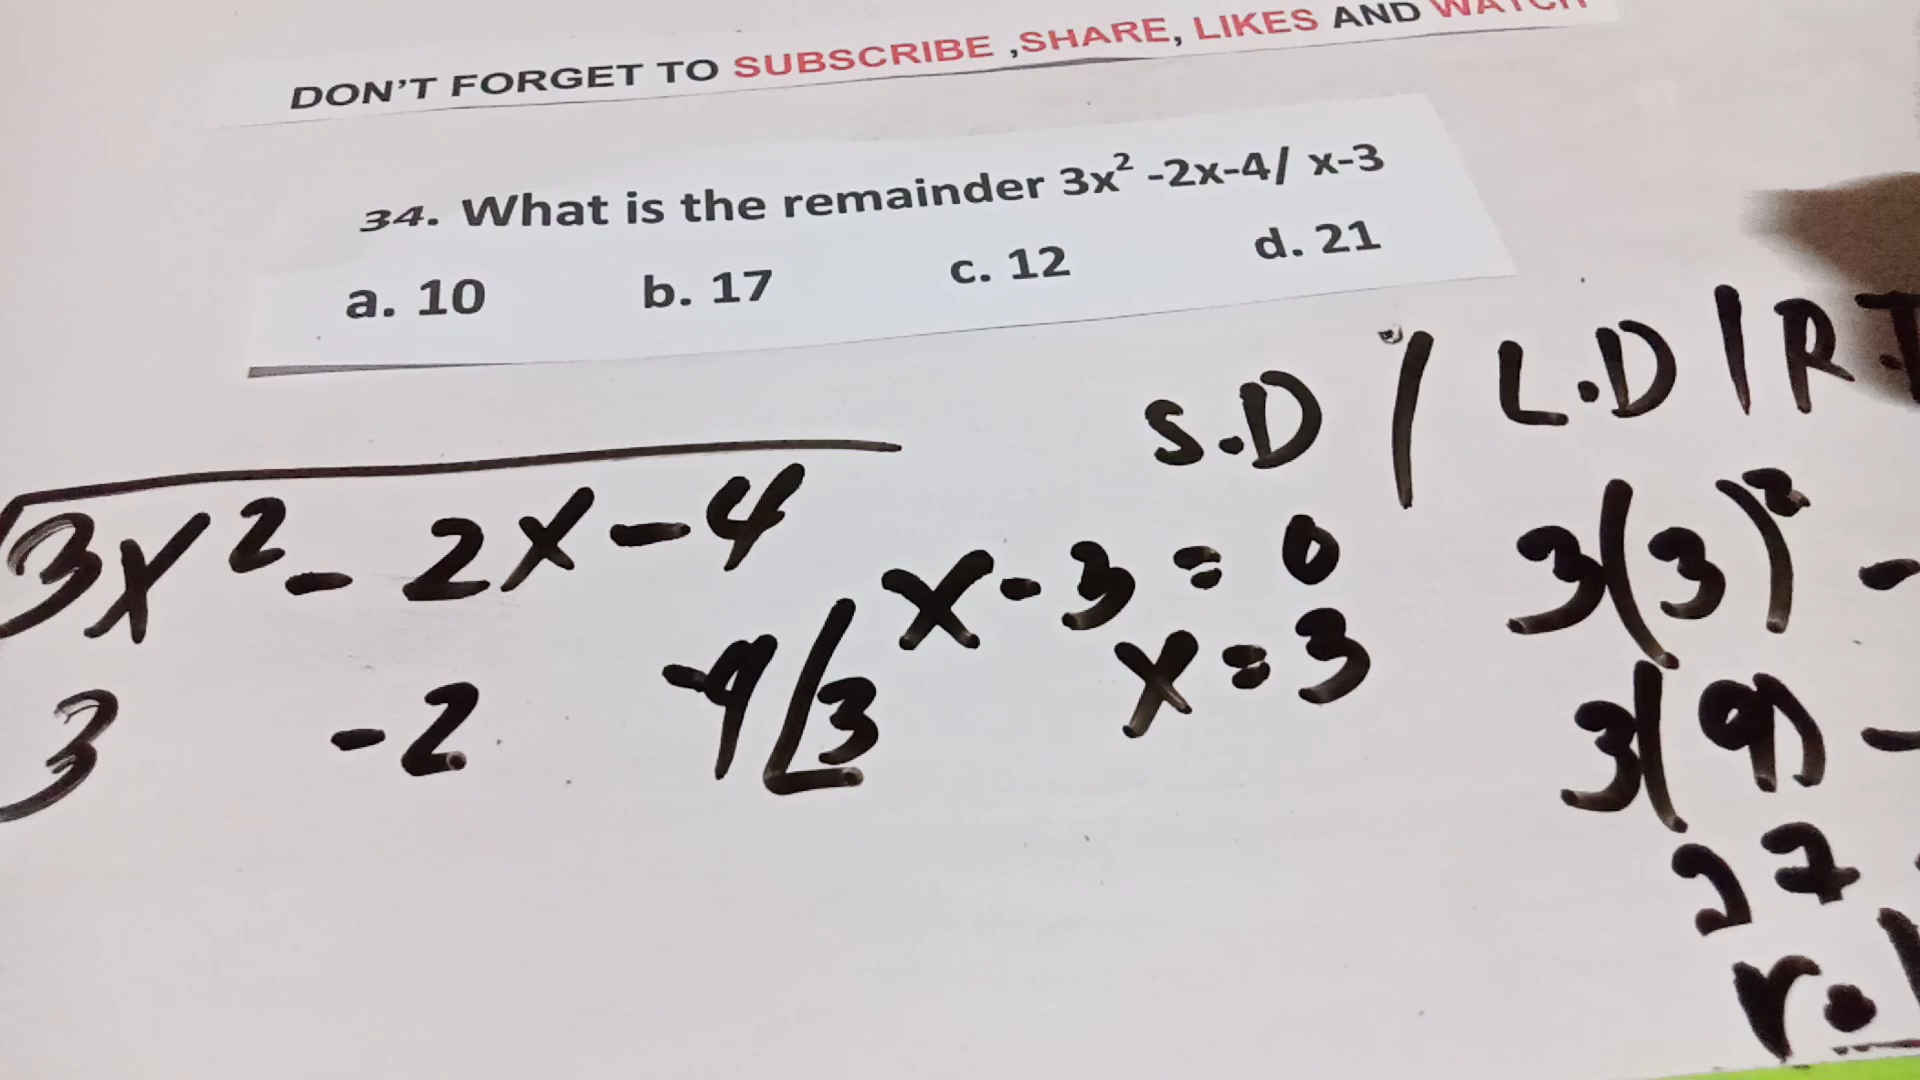 DON'T FORGET TO SUBSCRIBE ,SHARE, LIKES AND WATCH
34. What is the remainder 3x² -2x-4/ x-3
a. 10 b. 17 c. 12 d. 21
S.D / L.D | R.T
3x² - 2x - 4
x - 3 = 0
x = 3
3 -2 -4 3
3(3)² -
3(9) -
27
r.